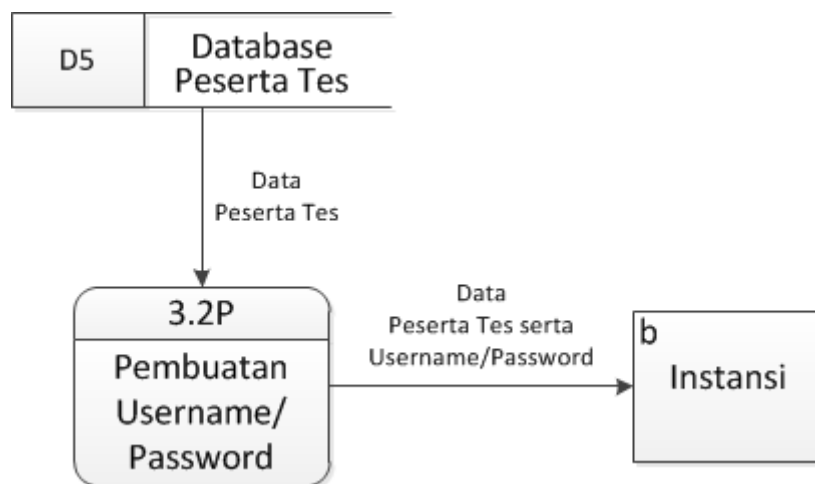 D5
Database
Peserta Tes
Data
Peserta Tes
3.2P
Pembuatan
Username/
Password
Data
Peserta Tes serta
Username/Password
b
Instansi